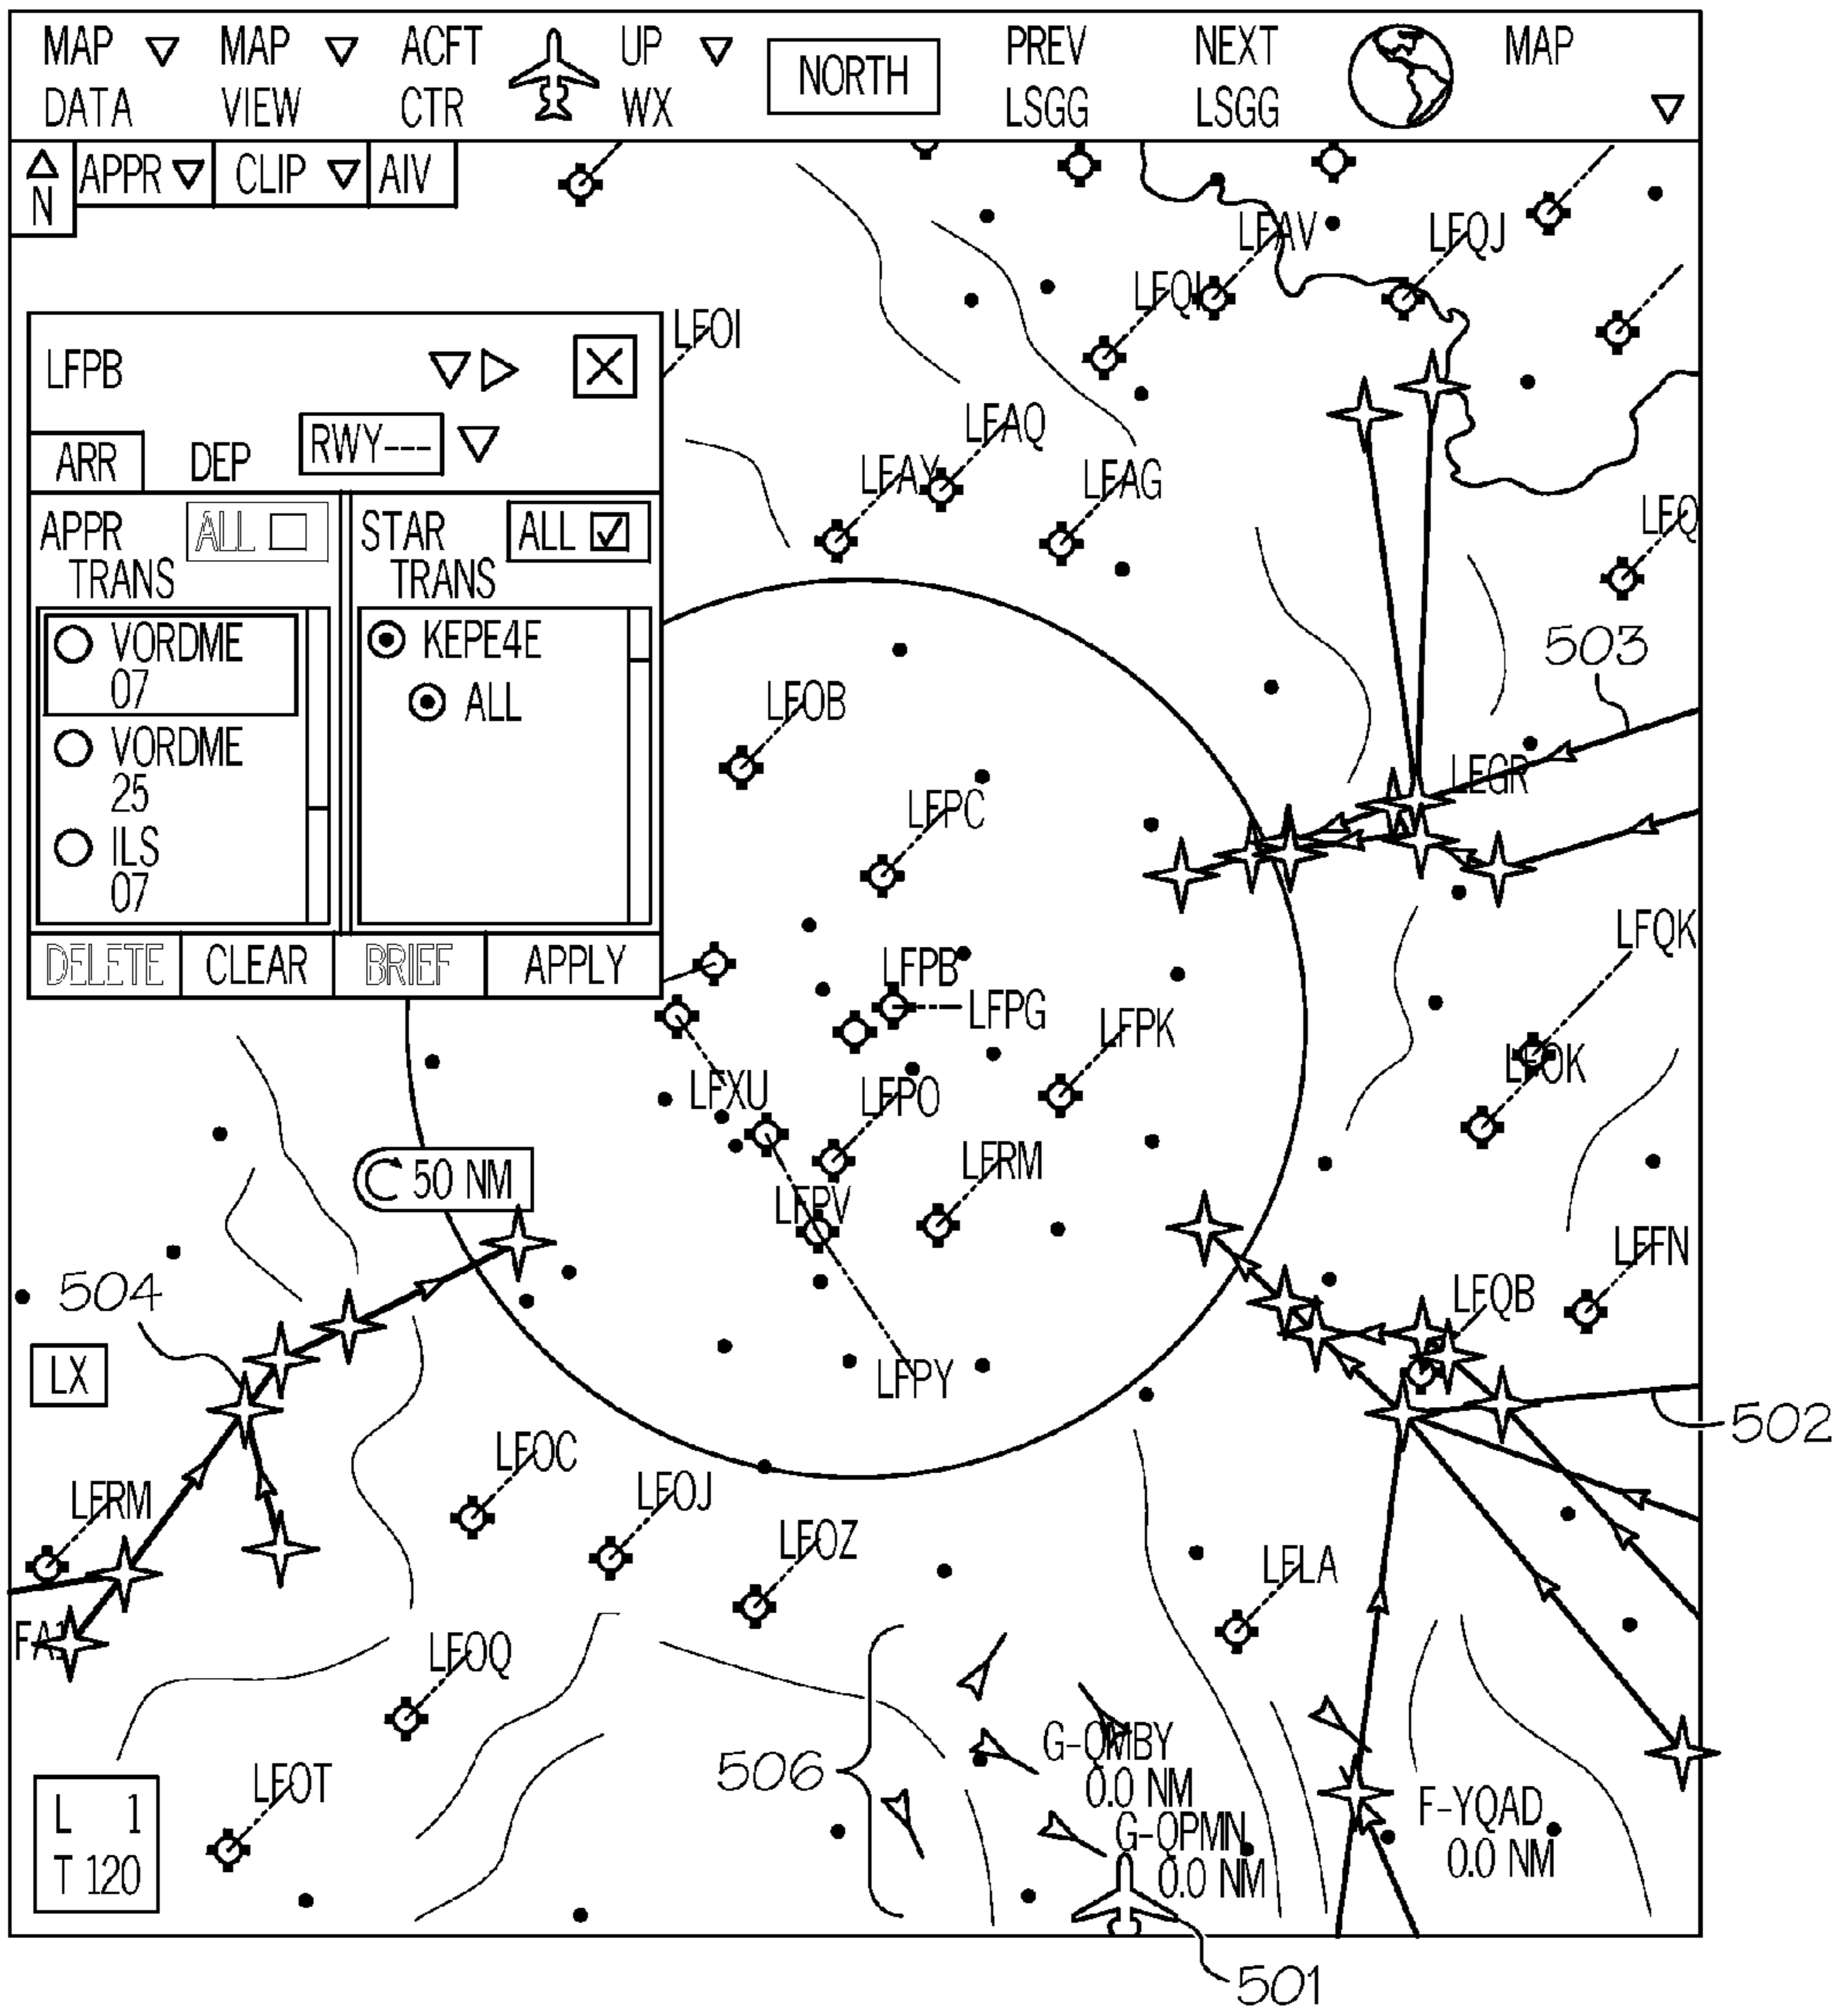 MAP MAP ACFT UP NORTH PREV NEXT MAP
DATA VIEW CTR WX LSGG LSGG
N APPR CLIP AIV
LFAV LFQJ
LFQI
LFOI
LFPB
RWY---
ARR DEP
LFAQ
LFAY LFAG
APPR ALL STAR ALL
TRANS TRANS
LFQ
VORDME
07
VORDME
25
ILS
07
KEPE4E
ALL
503
LFOB
LFPC
DELETE CLEAR BRIEF APPLY
LFQK
LFPB
LFPG
LFPK
LFOK
LFXU LFPO
50 NM LFRM
LFPV
LFFN
504
LFQB
LX
LFPY
502
LFOC
LFRM LFOJ
LFOZ
LFLA
LFOQ
506
G-OMBY
0.0 NM
LFOT
L 1
T 120
G-OPMN
0.0 NM
F-YQAD
0.0 NM
501